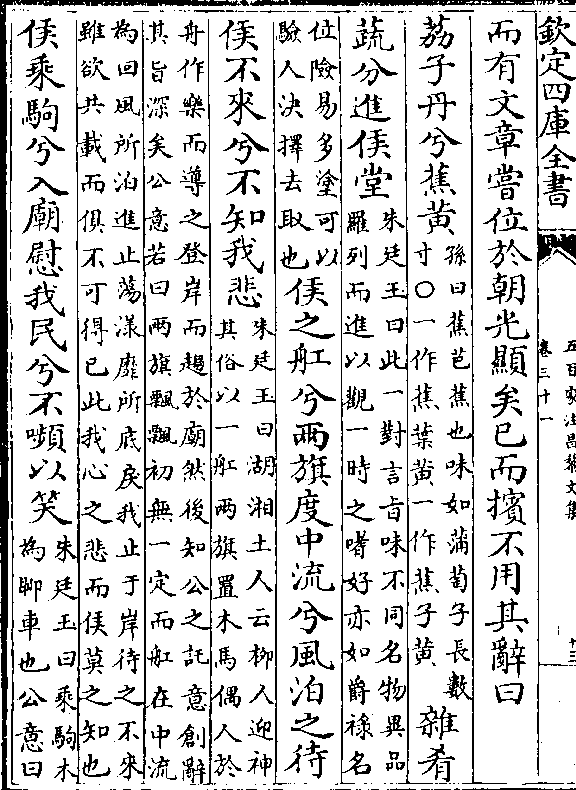 欽定四庫全書
五百家注昌黎文集
卷三十一
十三
而有文章嘗位於朝光顯矣已而擯不用其辭曰
荔子丹兮蕉黃
孫曰蕉芭蕉也味如蒲萄子長數
寸〇一作蕉葉黃一作蕉子黃
雜肴
蔬分進侯堂
朱廷玉曰此一對言旨味不同名物異品
羅列而進以觀一時之嗜好亦如爵祿名
位險易多塗可以
驗人決擇去取也
侯之舡兮兩旗度中流兮風泊之待
侯不來兮不知我悲
朱廷玉曰湖湘土人云柳人迎神
其俗以一舡兩旗置木馬偶人於
舟作樂而導之登岸而趨於廟然後知公之託意創辭
其旨深矣公意若曰兩旗飄飄初無一定而舡在中流
為回風所泊進止蕩漾靡所底戾我止于岸待之不來
雖欲共載而俱不可得已此我心之悲而侯莫之知也
侯乘駒兮入廟慰我民兮不嚬以笑
朱廷玉曰乘駒木
為聊車也公意曰